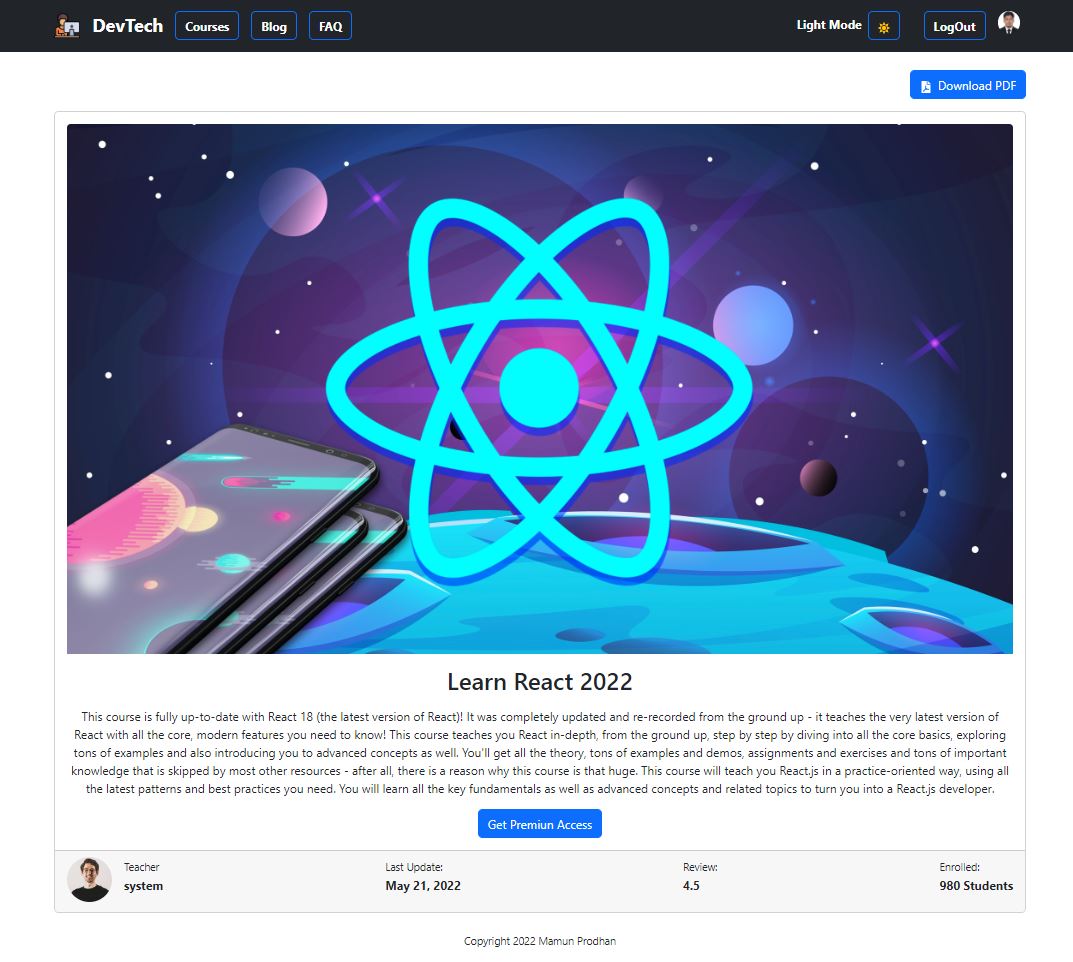 DevTech Courses Blog FAQ Light Mode LogOut
Download PDF
Learn React 2022
This course is fully up-to-date with React 18 (the latest version of React)! It was completely updated and re-recorded from the ground up - it teaches the very latest version of
React with all the core, modern features you need to know! This course teaches you React in-depth, from the ground up, step by step by diving into all the core basics, exploring
tons of examples and also introducing you to advanced concepts as well. You'll get all the theory, tons of examples and demos, assignments and exercises and tons of important
knowledge that is skipped by most other resources - after all, there is a reason why this course is that huge. This course will teach you React.js in a practice-oriented way, using all
the latest patterns and best practices you need. You will learn all the key fundamentals as well as advanced concepts and related topics to turn you into a React.js developer.
Get Premiun Access
Teacher Last Update: Review: Enrolled:
system May 21, 2022 4.5 980 Students
Copyright 2022 Mamun Prodhan